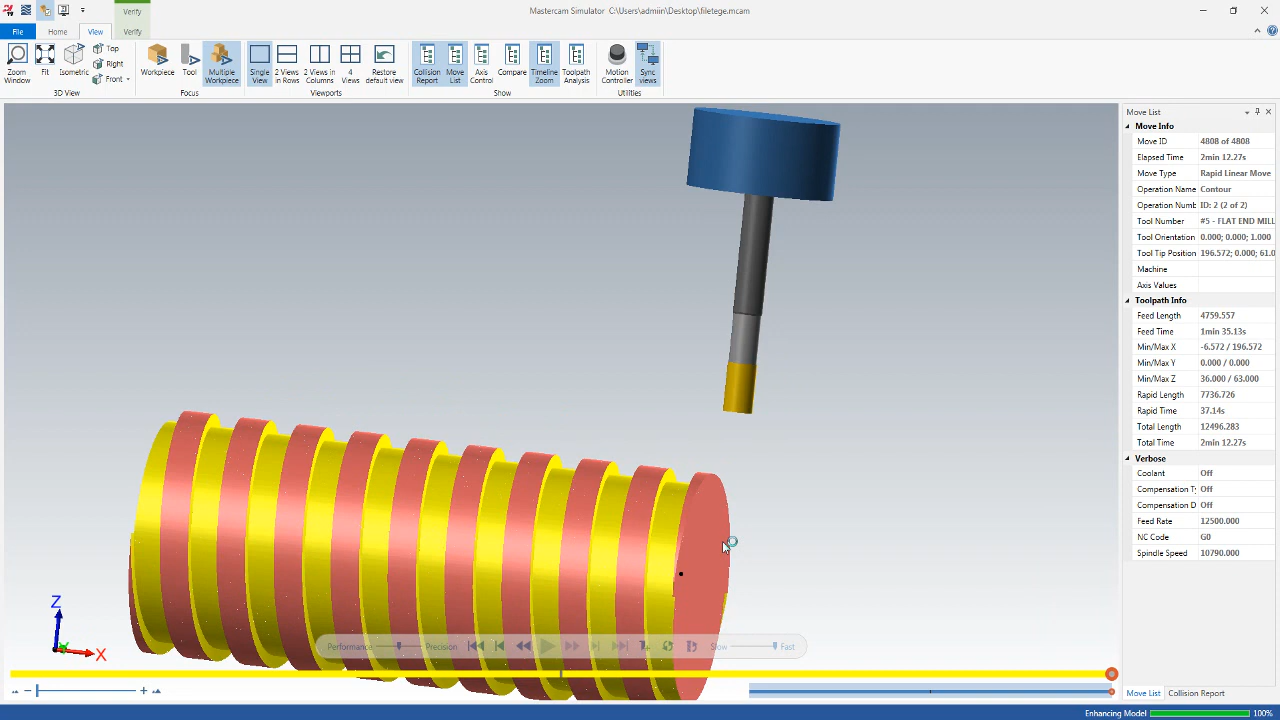 Verify
Mastercam Simulator C:\Users\admiin\Desktop\filetege.mcam
File
Home
View
Verify
Zoom Window
Fit
Isometric
Top
Right
Front
3D View
Workpiece
Tool
Multiple Workpiece
Focus
Single View
2 Views in Rows
2 Views in Columns
4 Views
Restore default view
Viewports
Collision Report
Move List
Axis Control
Compare
Timeline Zoom
Toolpath Analysis
Show
Motion Controller
Sync views
Utilities
Move List
Move Info
Move ID 4808 of 4808
Elapsed Time 2min 12.27s
Move Type Rapid Linear Move
Operation Name Contour
Operation Numb ID: 2 (2 of 2)
Tool Number #5 - FLAT END MILL
Tool Orientation 0.000; 0.000; 1.000
Tool Tip Position 196.572; 0.000; 61.0
Machine
Axis Values
Toolpath Info
Feed Length 4759.557
Feed Time 1min 35.13s
Min/Max X -6.572 / 196.572
Min/Max Y 0.000 / 0.000
Min/Max Z 36.000 / 63.000
Rapid Length 7736.726
Rapid Time 37.14s
Total Length 12496.283
Total Time 2min 12.27s
Verbose
Coolant Off
Compensation Ty Off
Compensation D Off
Feed Rate 12500.000
NC Code G0
Spindle Speed 10790.000
Z
X
Performance
Precision
Slow
Fast
Move List
Collision Report
Enhancing Model 100%